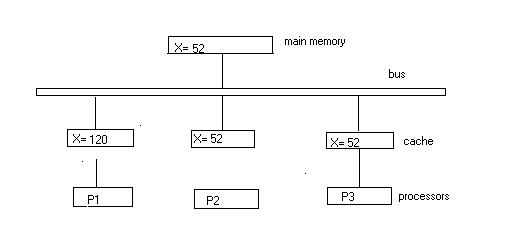 X= 52
main memory
bus
X= 120
X= 52
X= 52
cache
P1
P2
P3
processors